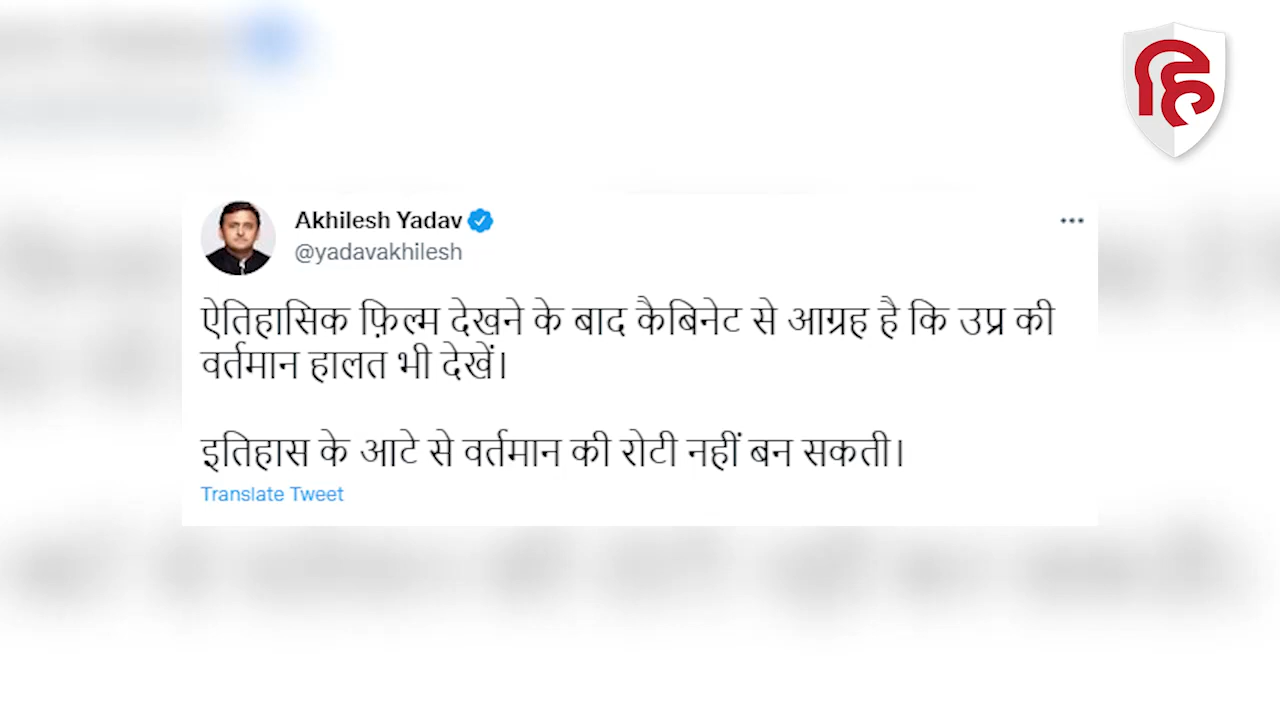 हि
Akhilesh Yadav
@yadavakhilesh
ऐतिहासिक फ़िल्म देखने के बाद कैबिनेट से आग्रह है कि उप्र की
वर्तमान हालत भी देखें।
इतिहास के आटे से वर्तमान की रोटी नहीं बन सकती।
Translate Tweet